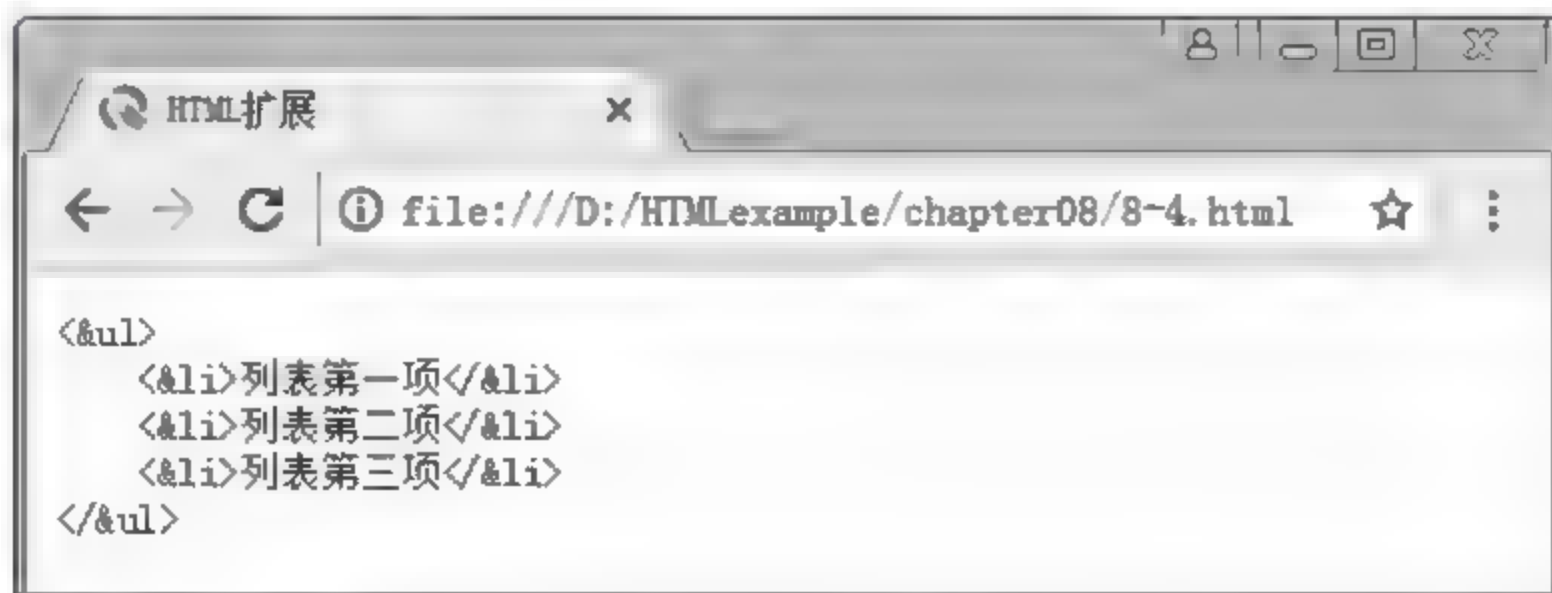 HTML扩展
file:///D:/HTMLexample/chapter08/8-4.html
<&ul>
    <&li>列表第一项</&li>
    <&li>列表第二项</&li>
    <&li>列表第三项</&li>
</&ul>